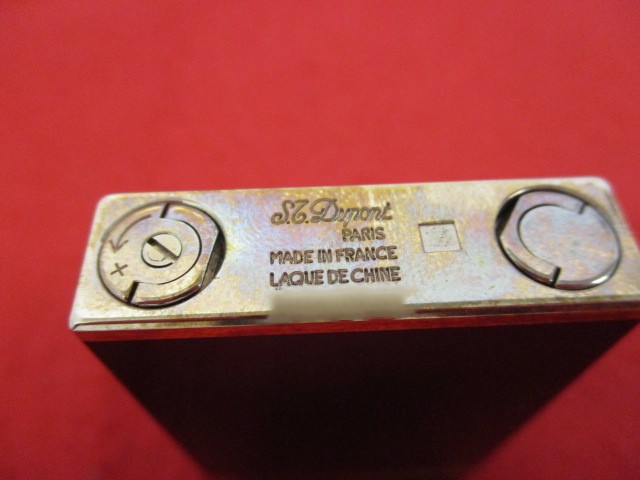 S.T. Dupont
PARIS
MADE IN FRANCE
LAQUE DE CHINE
+